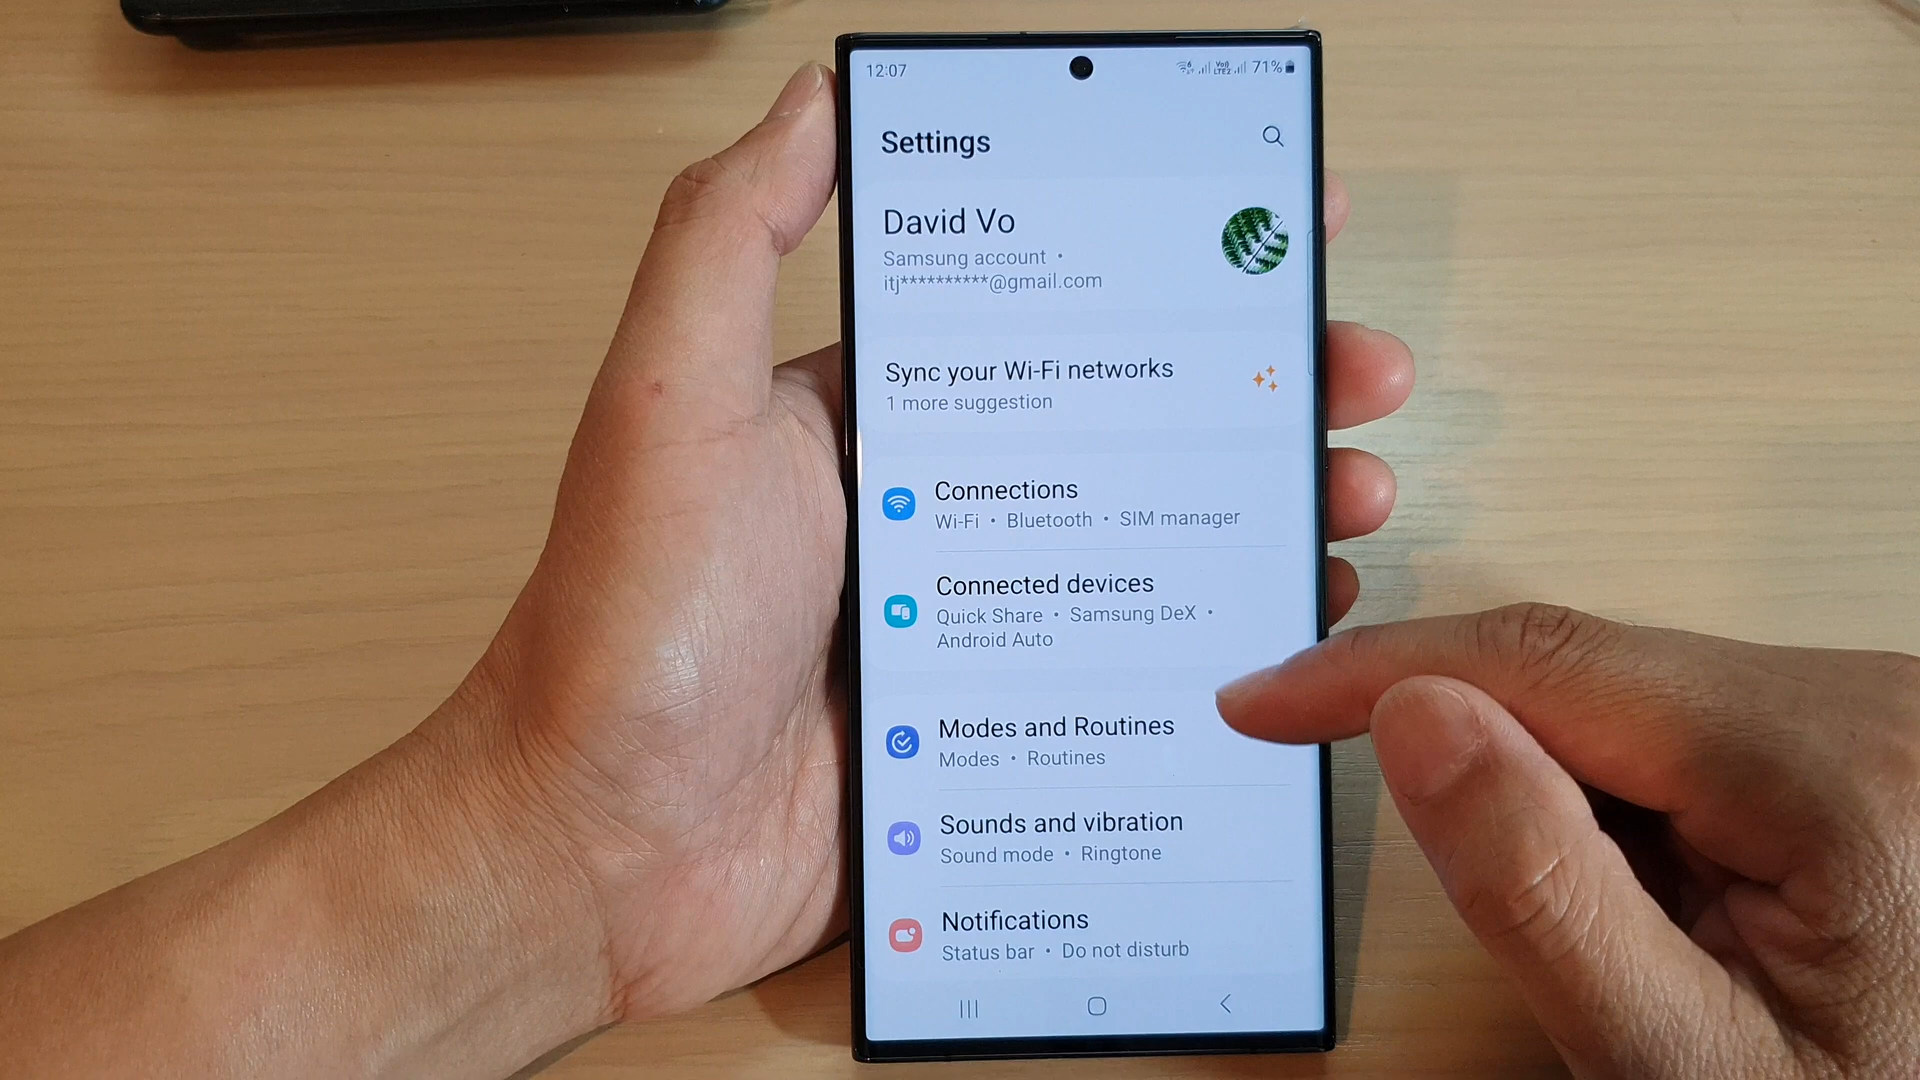 12:07
VoLTE2 71%
Settings
David Vo
Samsung account •
itj**********@gmail.com
Sync your Wi-Fi networks
1 more suggestion
Connections
Wi-Fi • Bluetooth • SIM manager
Connected devices
Quick Share • Samsung DeX •
Android Auto
Modes and Routines
Modes • Routines
Sounds and vibration
Sound mode • Ringtone
Notifications
Status bar • Do not disturb